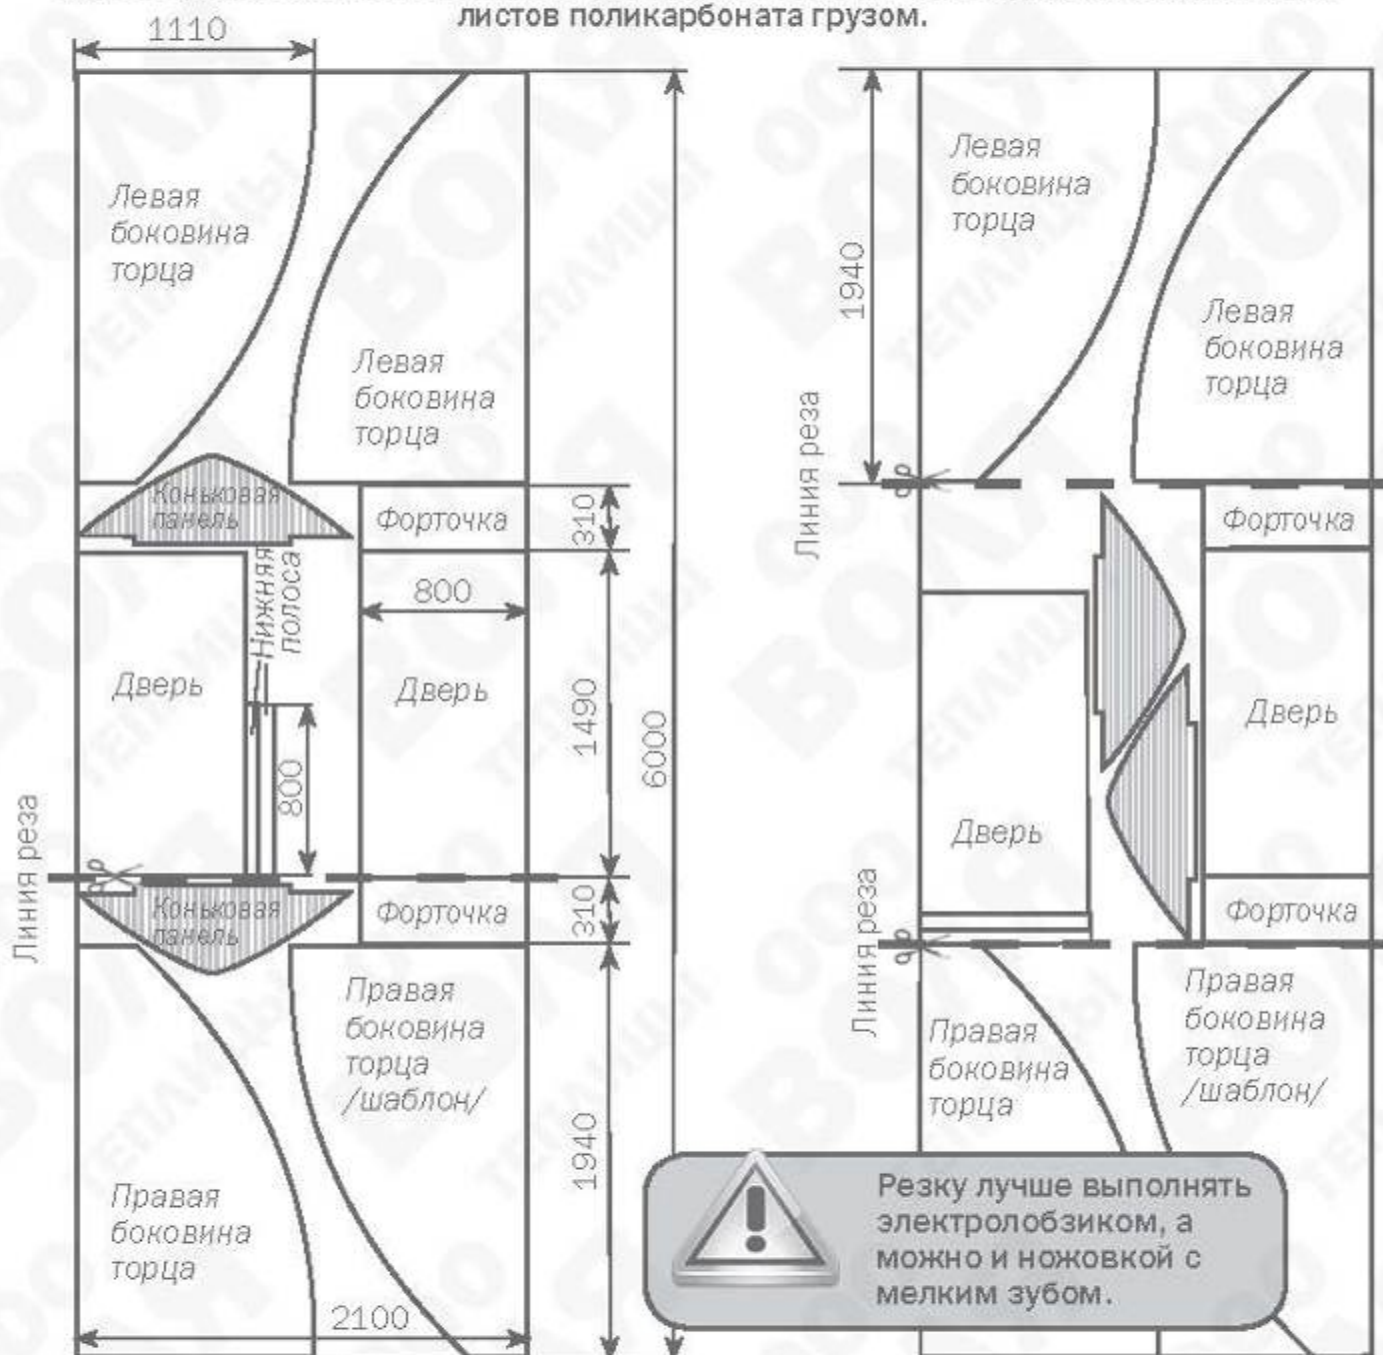 листов поликарбоната грузом.
1110
Левая
боковина
торца
Левая
боковина
торца
Коньковая
панель
Форточка
310
Нижняя
полоса
800
Дверь
Дверь
1490
6000
800
Линия реза
Коньковая
панель
Форточка
310
Правая
боковина
торца
/шаблон/
Правая
боковина
торца
1940
2100
Левая
боковина
торца
1940
Левая
боковина
торца
Линия реза
Форточка
Дверь
Дверь
Форточка
Линия реза
Правая
боковина
торца
Правая
боковина
торца
/шаблон/
Резку лучше выполнять
электролобзиком, а
можно и ножовкой с
мелким зубом.
ВОЛЯ
ТЕПЛИЦЫ